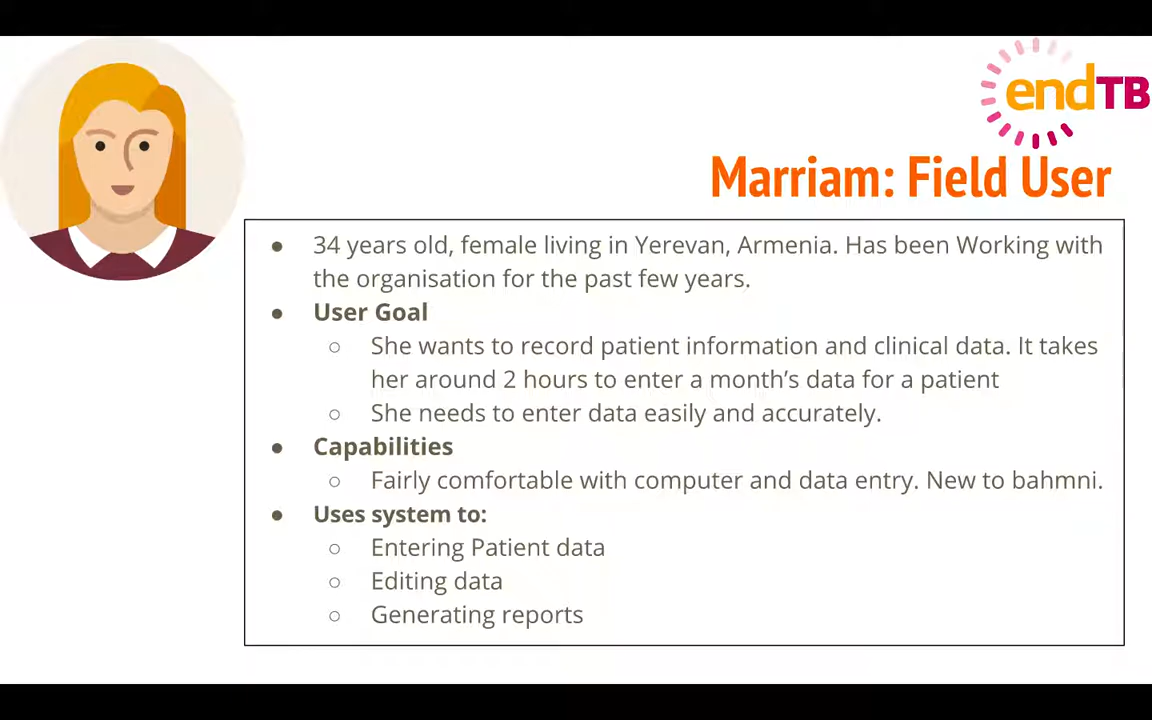 endTB
Marriam: Field User
● 34 years old, female living in Yerevan, Armenia. Has been Working with
the organisation for the past few years.
● User Goal
○ She wants to record patient information and clinical data. It takes
her around 2 hours to enter a month's data for a patient
○ She needs to enter data easily and accurately.
● Capabilities
○ Fairly comfortable with computer and data entry. New to bahmni.
● Uses system to:
○ Entering Patient data
○ Editing data
○ Generating reports